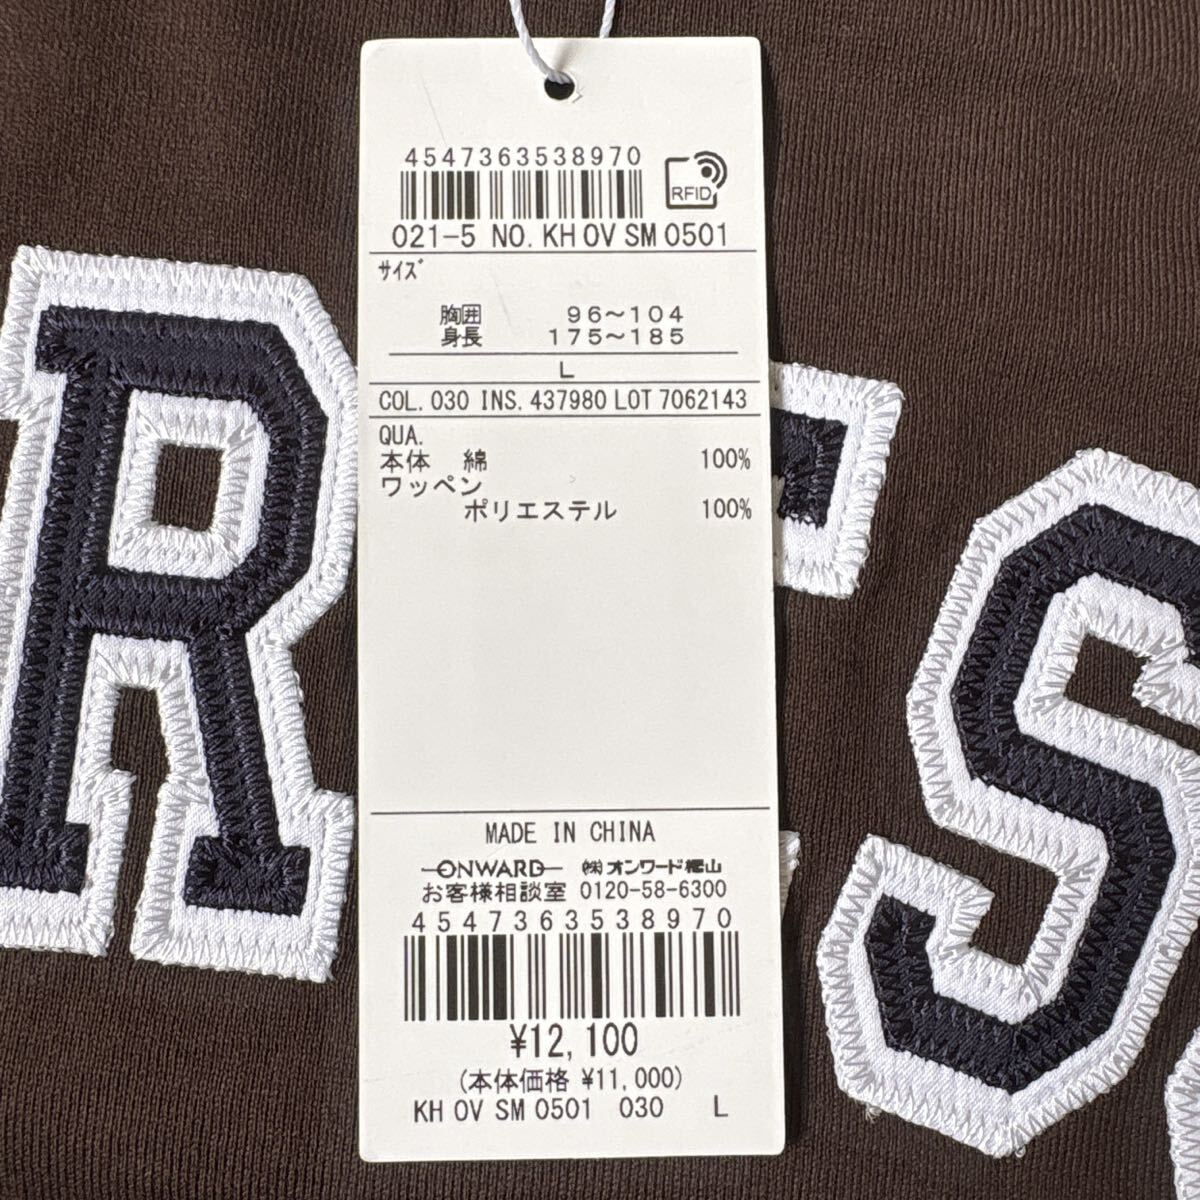 4547363538970
RFID
021-5 NO. KH OV SM 0501
サイズ
胸囲 96~104
身長 175~185
L
COL. 030 INS. 437980 LOT 7062143
QUA.
本体 綿 100%
ワッペン
ポリエステル 100%
MADE IN CHINA
ONWARD ㈱オンワード樫山
お客様相談室 0120-58-6300
4547363538970
¥12,100
(本体価格 ¥11,000)
KH OV SM 0501 030 L
R
S